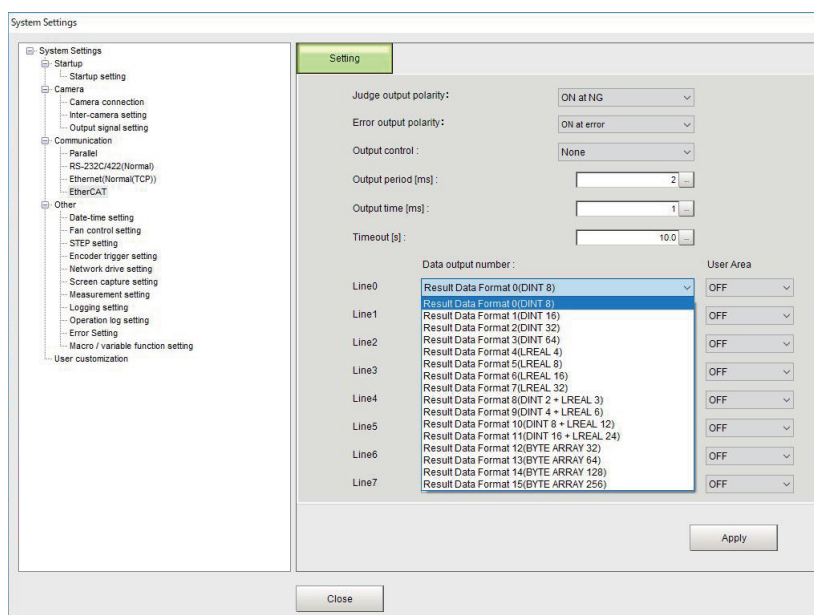 System Settings
System Settings
Startup
Startup setting
Camera
Camera connection
Inter-camera setting
Output signal setting
Communication
Parallel
RS-232C/422(Normal)
Ethernet(Normal(TCP))
EtherCAT
Other
Date-time setting
Fan control setting
STEP setting
Encoder trigger setting
Network drive setting
Screen capture setting
Measurement setting
Logging setting
Operation log setting
Error Setting
Macro / variable function setting
User customization
Setting
Judge output polarity: ON at NG
Error output polarity: ON at error
Output control : None
Output period [ms] : 2 ...
Output time [ms] : 1 ...
Timeout [s] : 10.0 ...
Data output number : User Area
Line0 Result Data Format 0(DINT 8) OFF
Result Data Format 0(DINT 8)
Line1 Result Data Format 1(DINT 16) OFF
Result Data Format 2(DINT 32)
Line2 Result Data Format 3(DINT 64) OFF
Result Data Format 4(LREAL 4)
Result Data Format 5(LREAL 8)
Line3 Result Data Format 6(LREAL 16) OFF
Result Data Format 7(LREAL 32)
Line4 Result Data Format 8(DINT 2 + LREAL 3) OFF
Result Data Format 9(DINT 4 + LREAL 6)
Line5 Result Data Format 10(DINT 8 + LREAL 12) OFF
Result Data Format 11(DINT 16 + LREAL 24)
Line6 Result Data Format 12(BYTE ARRAY 32) OFF
Result Data Format 13(BYTE ARRAY 64)
Result Data Format 14(BYTE ARRAY 128)
Line7 Result Data Format 15(BYTE ARRAY 256) OFF
Apply
Close